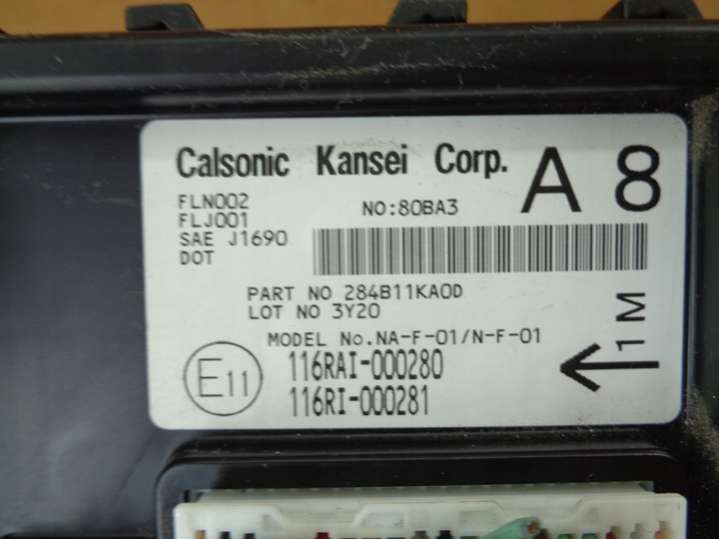 Calsonic Kansei Corp. A 8
FLN002
FLJ001
SAE J1690
DOT
NO:80BA3
PART NO 284B11KA0D
LOT NO 3Y20
MODEL No.NA-F-01/N-F-01
E11
116RAI-000280
116RI-000281
1M